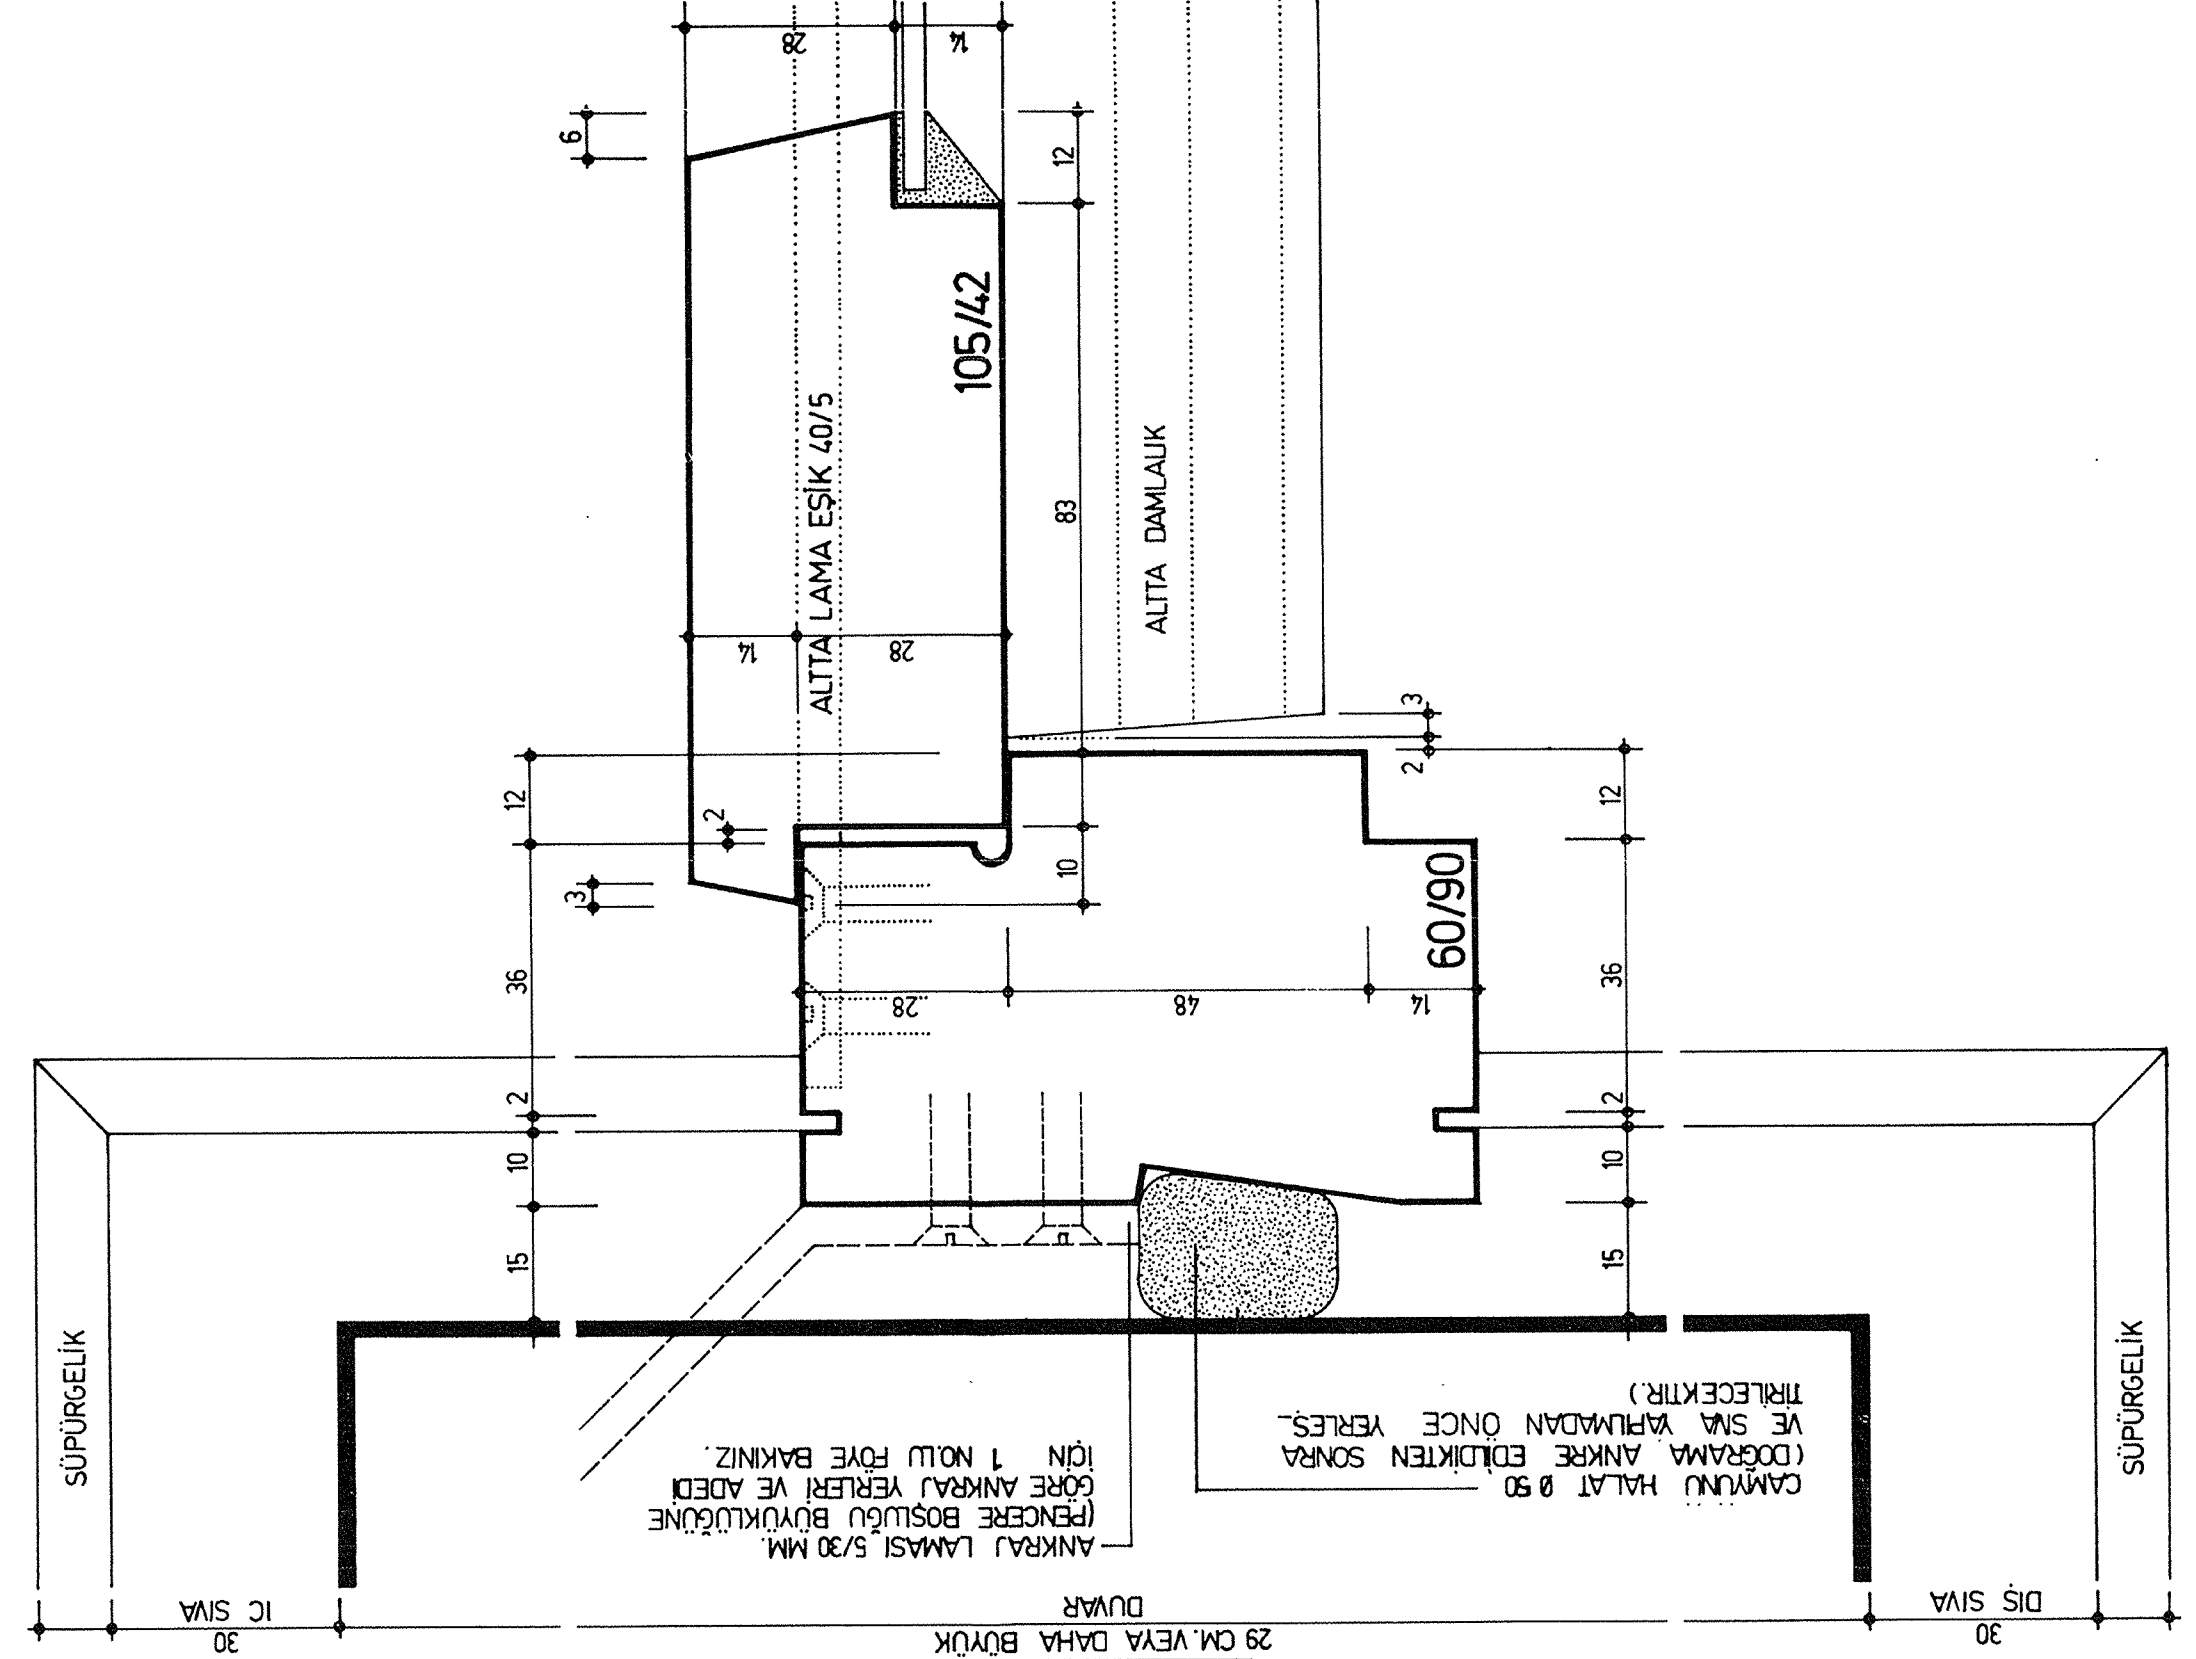 28
14
6
12
105/42
ALTTA LAMA EŞİK 40/5
83
ALTTA DAMLALIK
14
28
3
2
12
2
3
10
12
60/90
36
28
48
14
36
2
10
15
2
10
15
SÜPÜRGELİK
SÜPÜRGELİK
ANKRAJ LAMASI 5/30 MM.
(PENCERE BOŞLUĞU BÜYÜKLÜĞÜNE
GÖRE ANKRAJ YERLERİ VE ADEDİ
İÇİN 1 NO.LU FÖYE BAKINIZ.
CAMYÜNÜ HALAT Ø 50
(DOĞRAMA ANKRE EDİLDİKTEN SONRA
VE SIVA YAPILMADAN ÖNCE YERLEŞ-
TİRİLECEKTİR.)
30
IC SIVA
29 CM. VEYA DAHA BÜYÜK
DUVAR
30
DIŞ SIVA